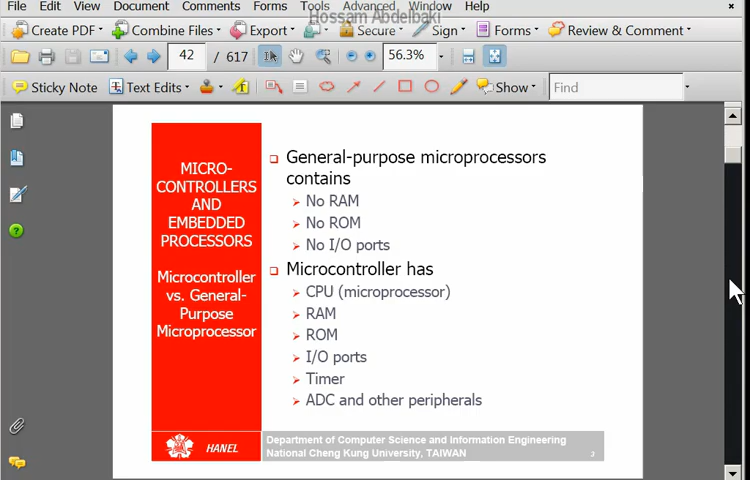 File Edit View Document Comments Forms Tools Advanced Window Help
Hossam Abdelbaki
Create PDF Combine Files Export Secure Sign Forms Review & Comment
42 / 617 56.3%
Sticky Note Text Edits Show Find
MICRO-
CONTROLLERS
AND
EMBEDDED
PROCESSORS
Microcontroller
vs. General-
Purpose
Microprocessor
General-purpose microprocessors
contains
No RAM
No ROM
No I/O ports
Microcontroller has
CPU (microprocessor)
RAM
ROM
I/O ports
Timer
ADC and other peripherals
HANEL
Department of Computer Science and Information Engineering
National Cheng Kung University, TAIWAN
3